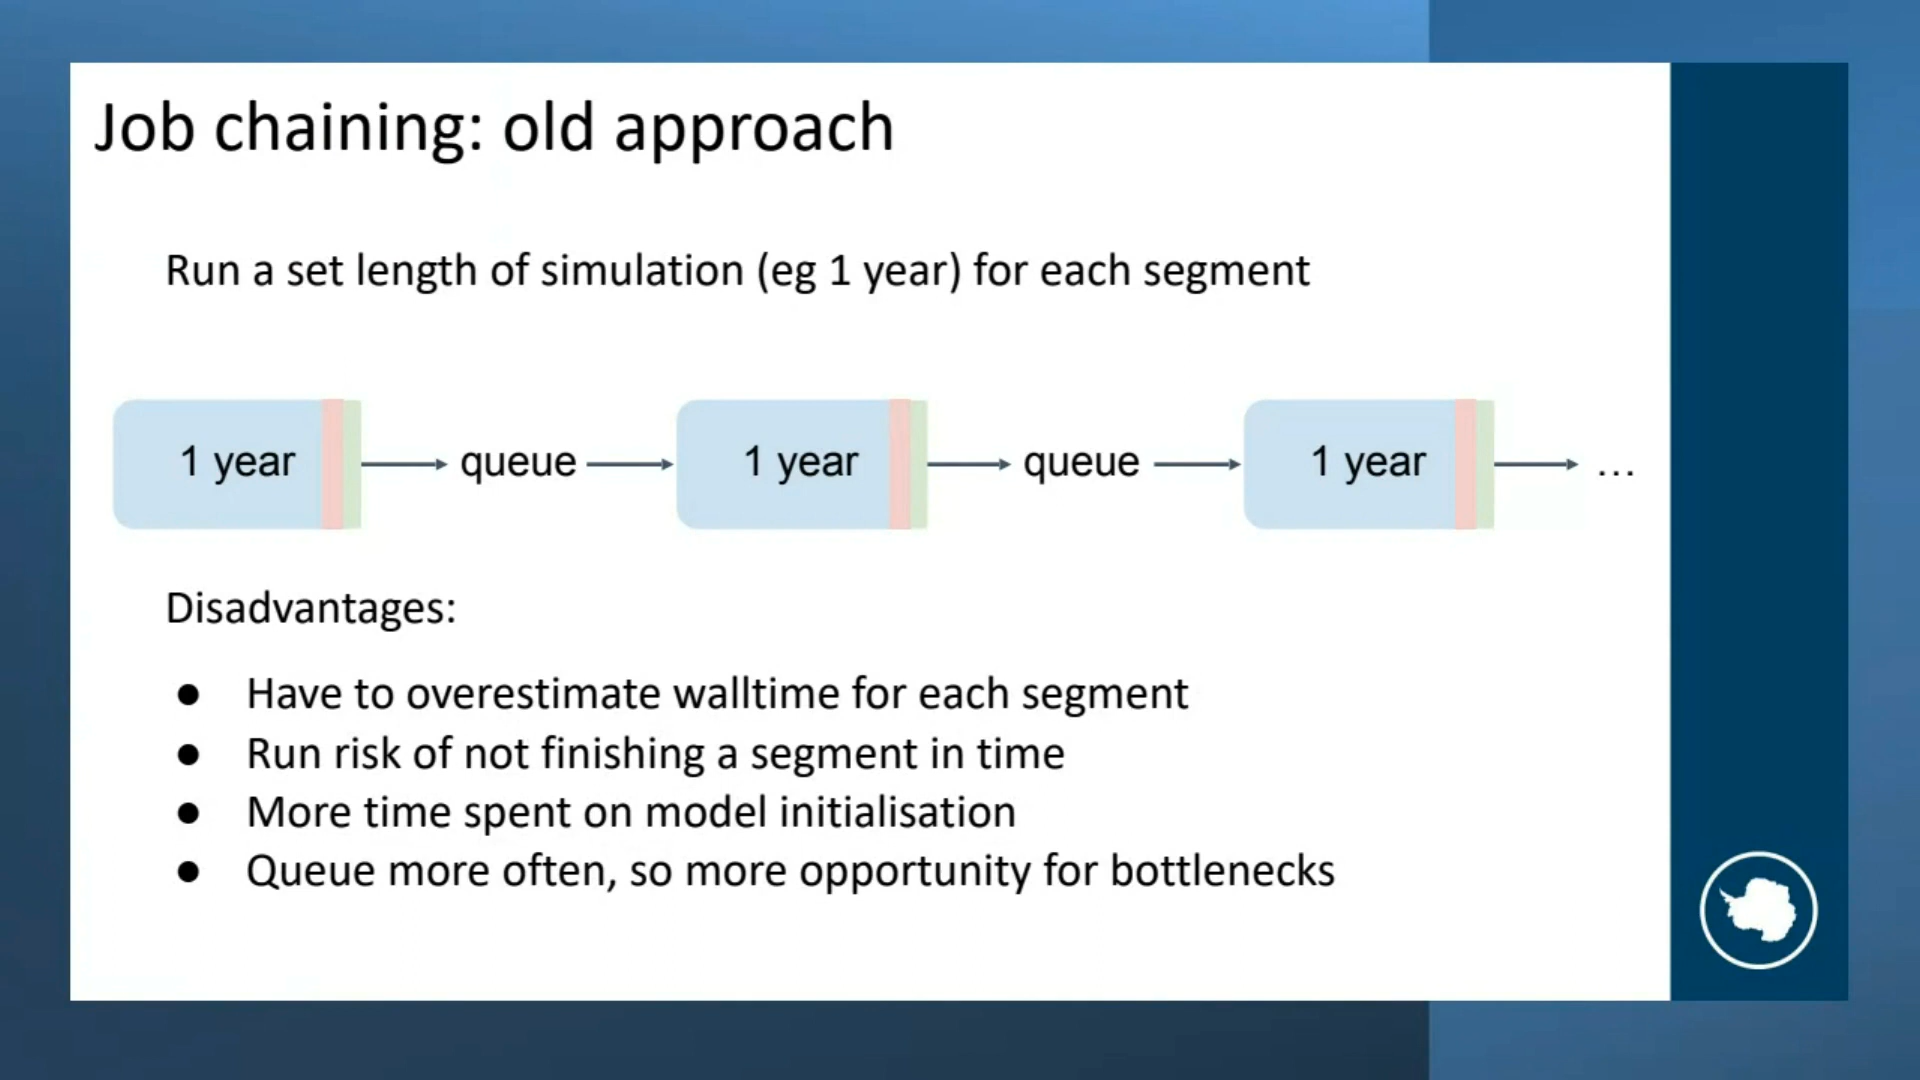 Job chaining: old approach
Run a set length of simulation (eg 1 year) for each segment
1 year queue 1 year queue 1 year ...
Disadvantages:
● Have to overestimate walltime for each segment
● Run risk of not finishing a segment in time
● More time spent on model initialisation
● Queue more often, so more opportunity for bottlenecks